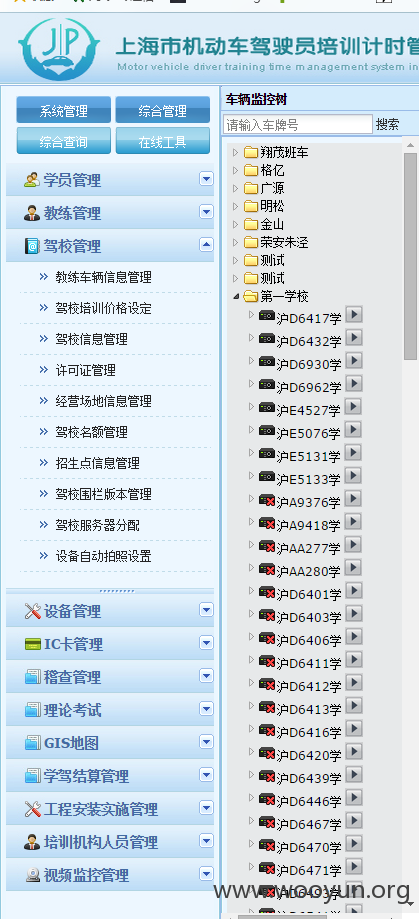 上海市机动车驾驶员培训计时管
Motor vehicle driver training time management system in
系统管理 综合管理
综合查询 在线工具
学员管理
教练管理
驾校管理
教练车辆信息管理
驾校培训价格设定
驾校信息管理
许可证管理
经营场地信息管理
驾校名额管理
招生点信息管理
驾校围栏版本管理
驾校服务器分配
设备自动拍照设置
设备管理
IC卡管理
稽查管理
理论考试
GIS地图
学驾结算管理
工程安装实施管理
培训机构人员管理
视频监控管理
车辆监控树
请输入车牌号 搜索
翔茂班车
格亿
广源
明松
金山
荣安朱泾
测试
测试
第一学校
沪D6417学
沪D6432学
沪D6930学
沪D6962学
沪E4527学
沪E5076学
沪E5131学
沪E5133学
沪A9376学
沪A9418学
沪AA277学
沪AA280学
沪D6401学
沪D6403学
沪D6406学
沪D6411学
沪D6412学
沪D6413学
沪D6416学
沪D6420学
沪D6439学
沪D6446学
沪D6467学
沪D6470学
沪D6471学
沪D6493学
www.wooyun.org